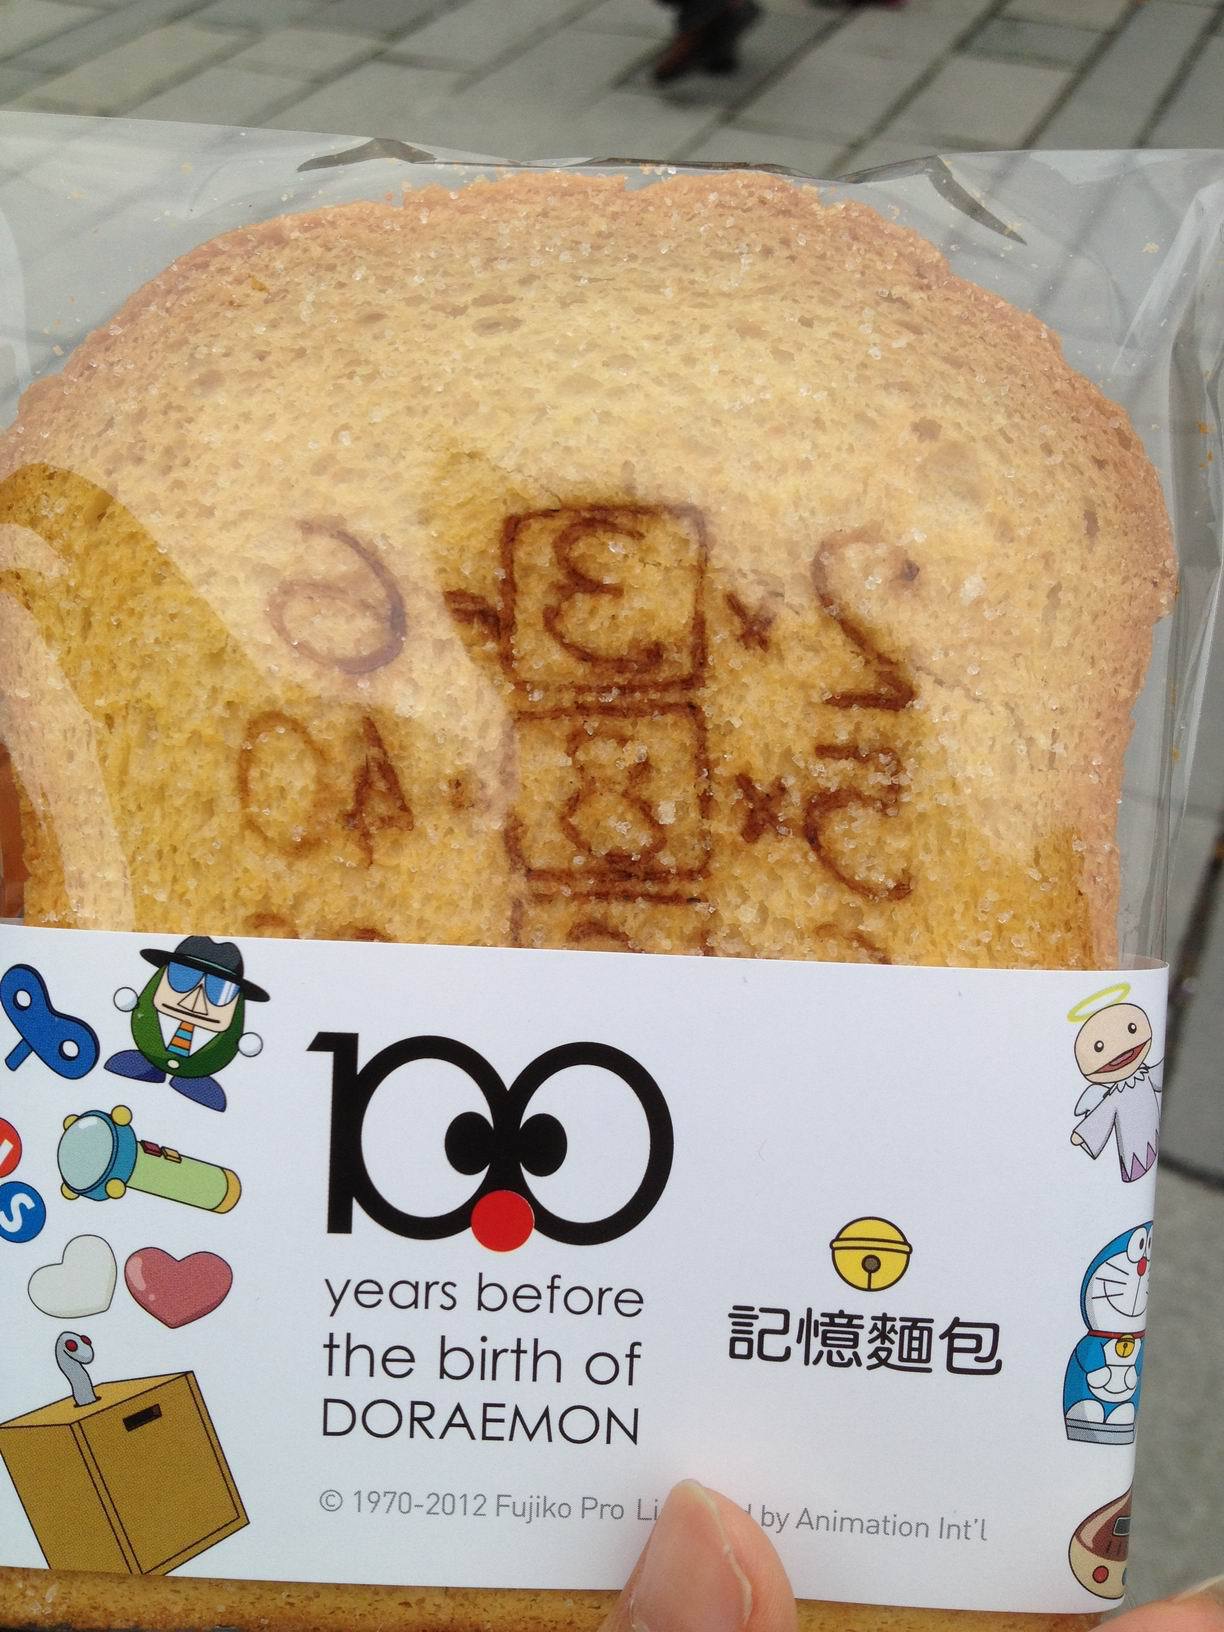 2×3=6
5×8=40
S
100
years before
the birth of
DORAEMON
記憶麵包
© 1970-2012 Fujiko Pro by Animation Int'l